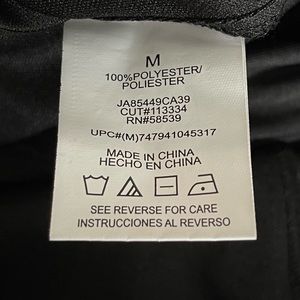 M
100%POLYESTER/
POLIESTER
JA85449CA39
CUT#113334
RN#58539
UPC#(M)747941045317
MADE IN CHINA
HECHO EN CHINA
SEE REVERSE FOR CARE
INSTRUCCIONES AL REVERSO